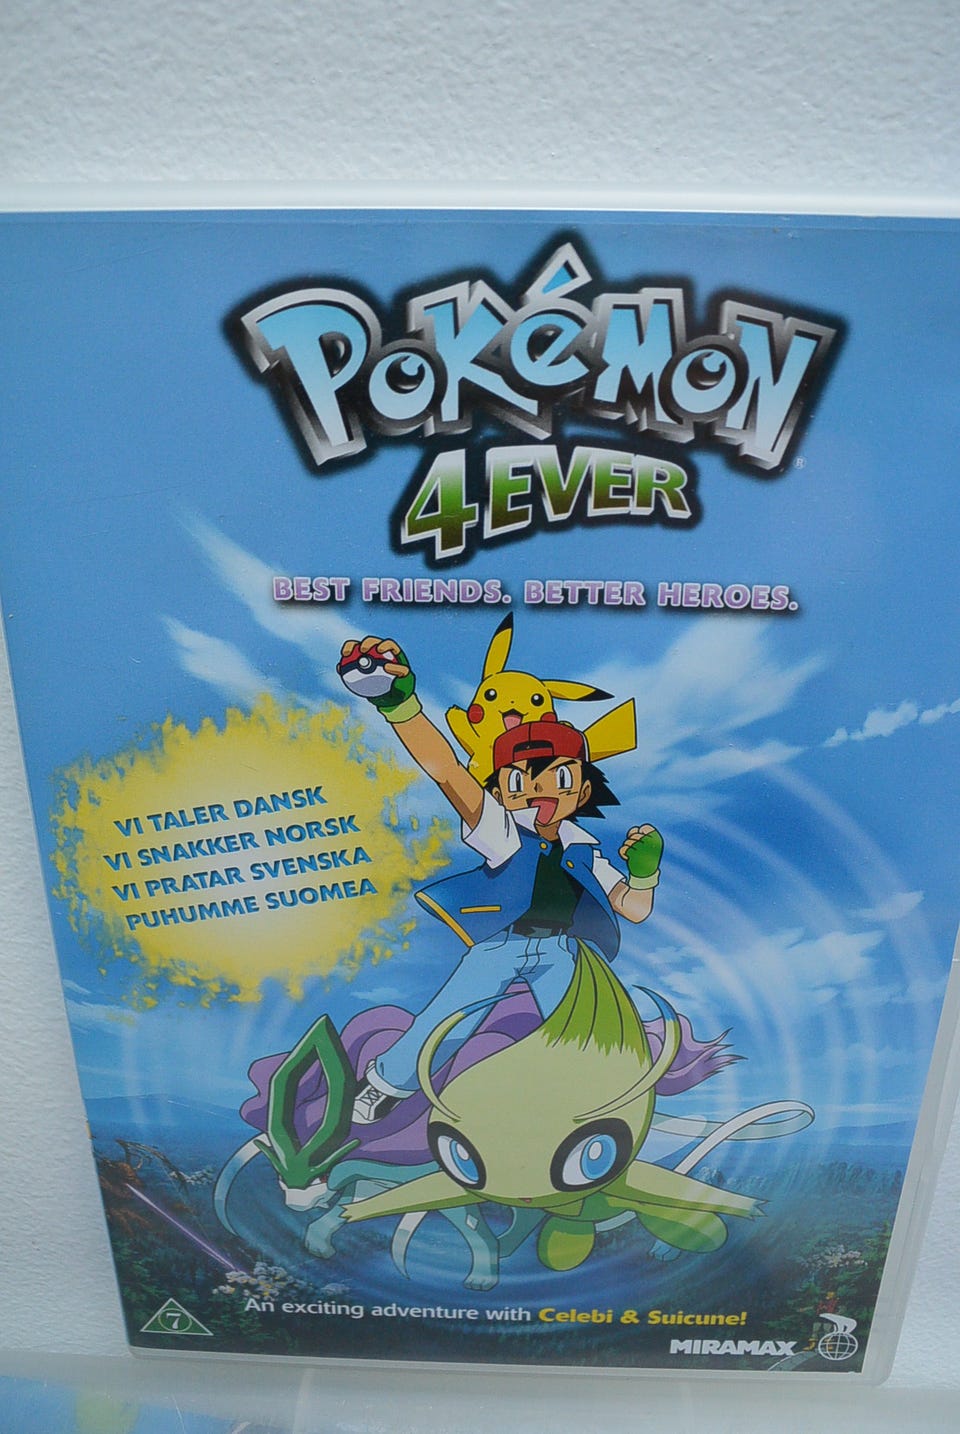 POKéMON
®
4EVER
BEST FRIENDS. BETTER HEROES.
VI TALER DANSK
VI SNAKKER NORSK
VI PRATAR SVENSKA
PUHUMME SUOMEA
An exciting adventure with Celebi & Suicune!
7
MIRAMAX